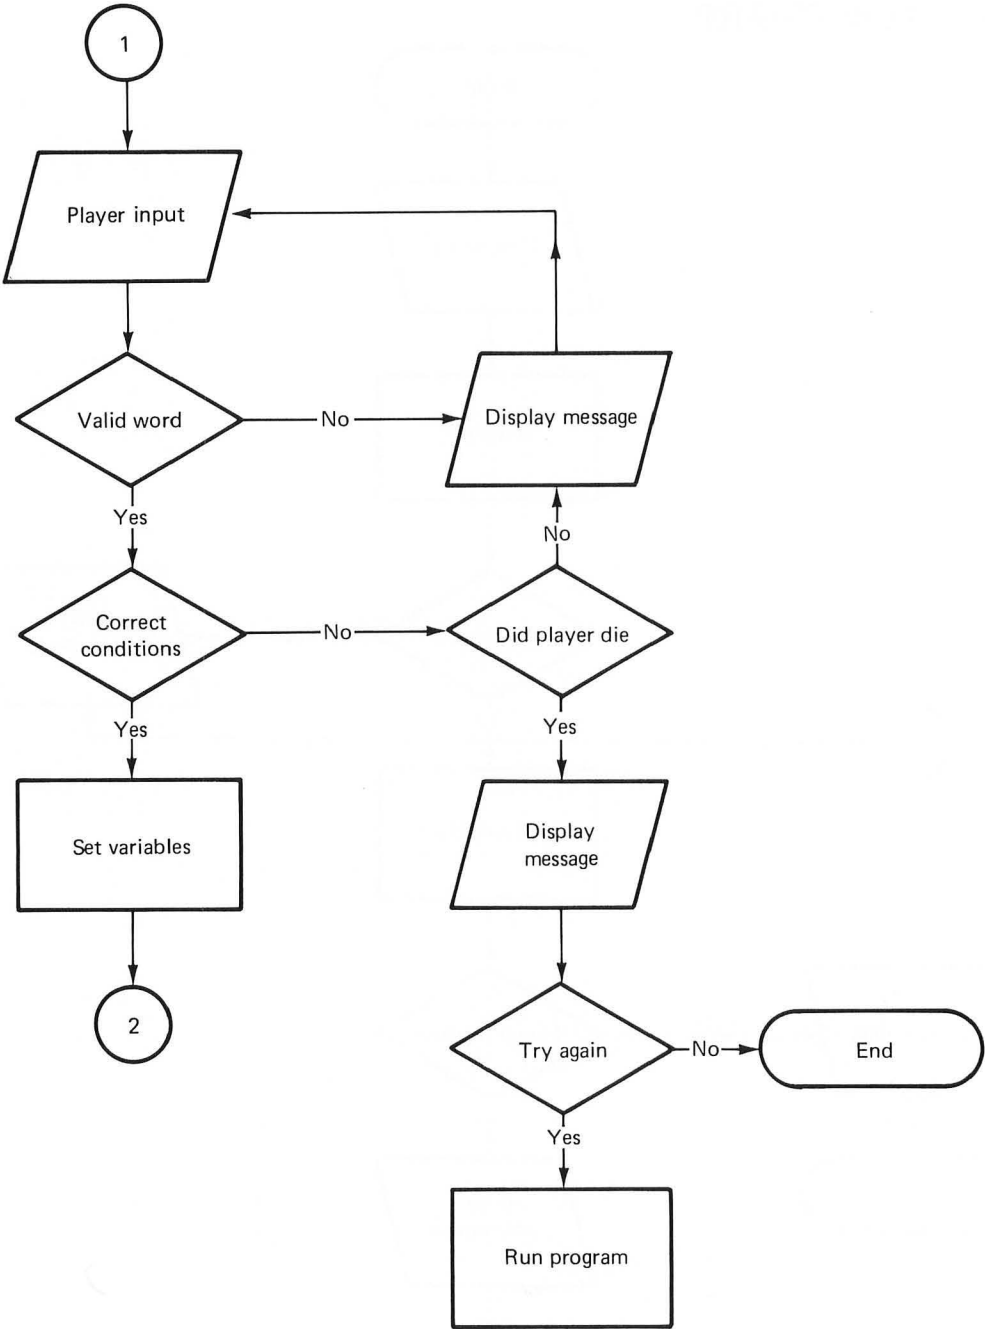 1
Player input
Valid word
No
Display message
Yes
No
Correct
conditions
No
Did player die
Yes
Yes
Set variables
Display
message
2
Try again
No
End
Yes
Run program